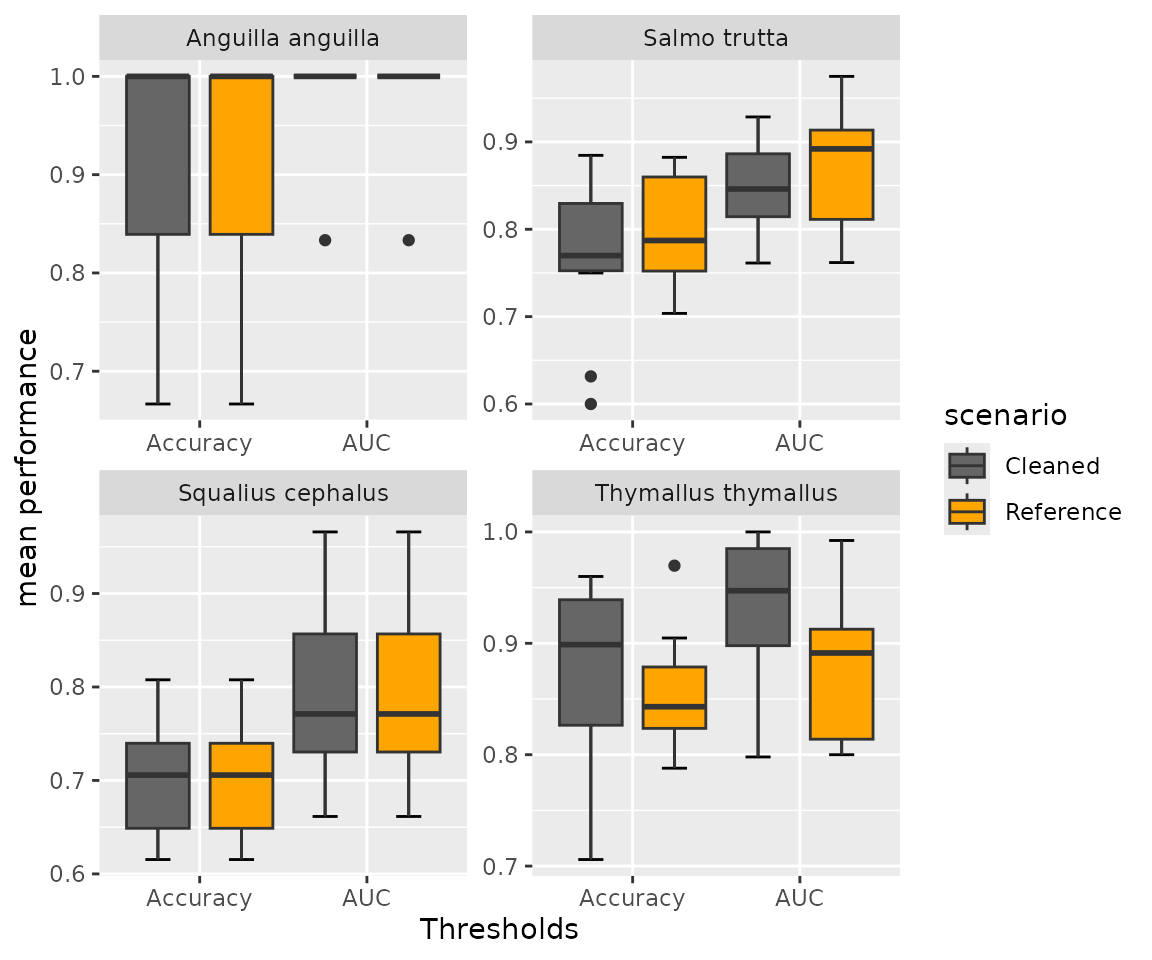 Anguilla anguilla
Salmo trutta
1.0
0.9
0.8
0.7
0.9
0.8
0.7
0.6
Accuracy AUC
Accuracy AUC
mean performance
Squalius cephalus
Thymallus thymallus
0.9
0.8
0.7
0.6
1.0
0.9
0.8
0.7
Accuracy AUC
Accuracy AUC
Thresholds
scenario
Cleaned
Reference